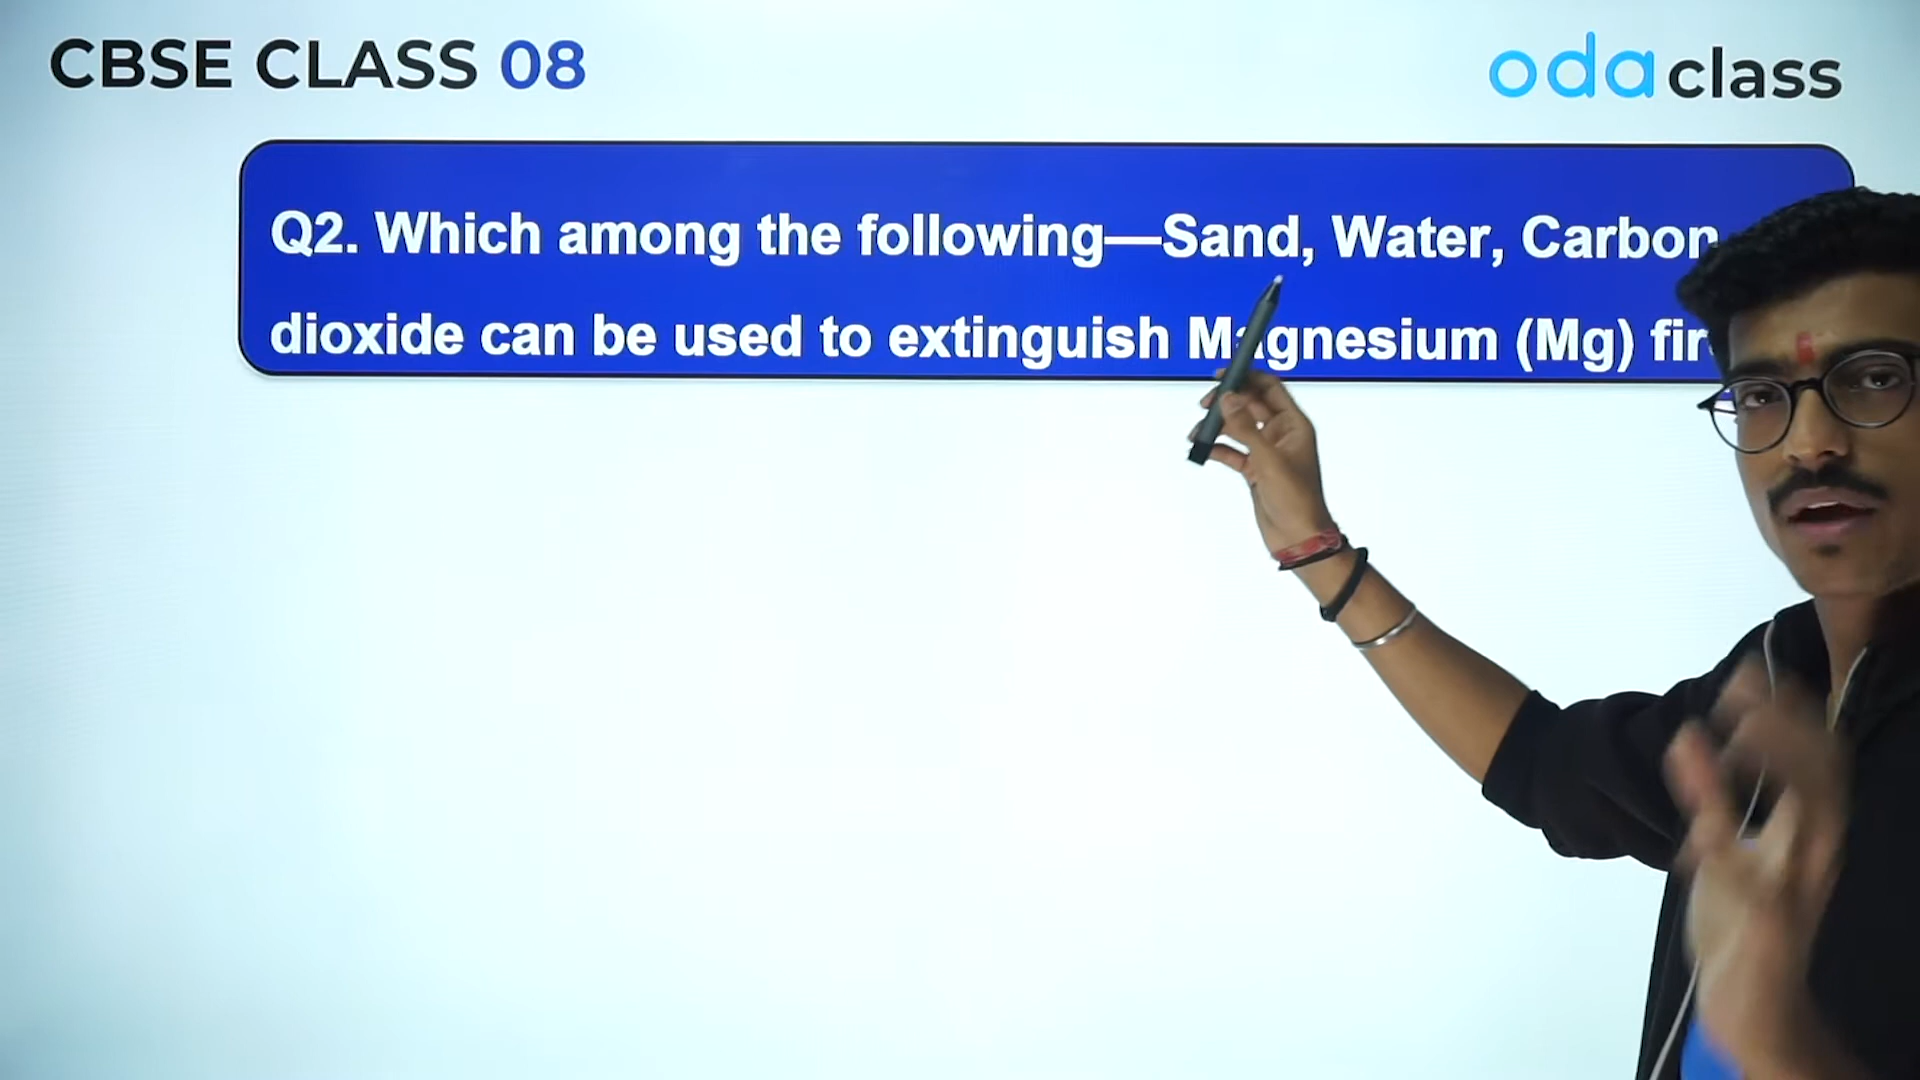 CBSE CLASS 08
odaclass
Q2. Which among the following—Sand, Water, Carbon
dioxide can be used to extinguish Magnesium (Mg)